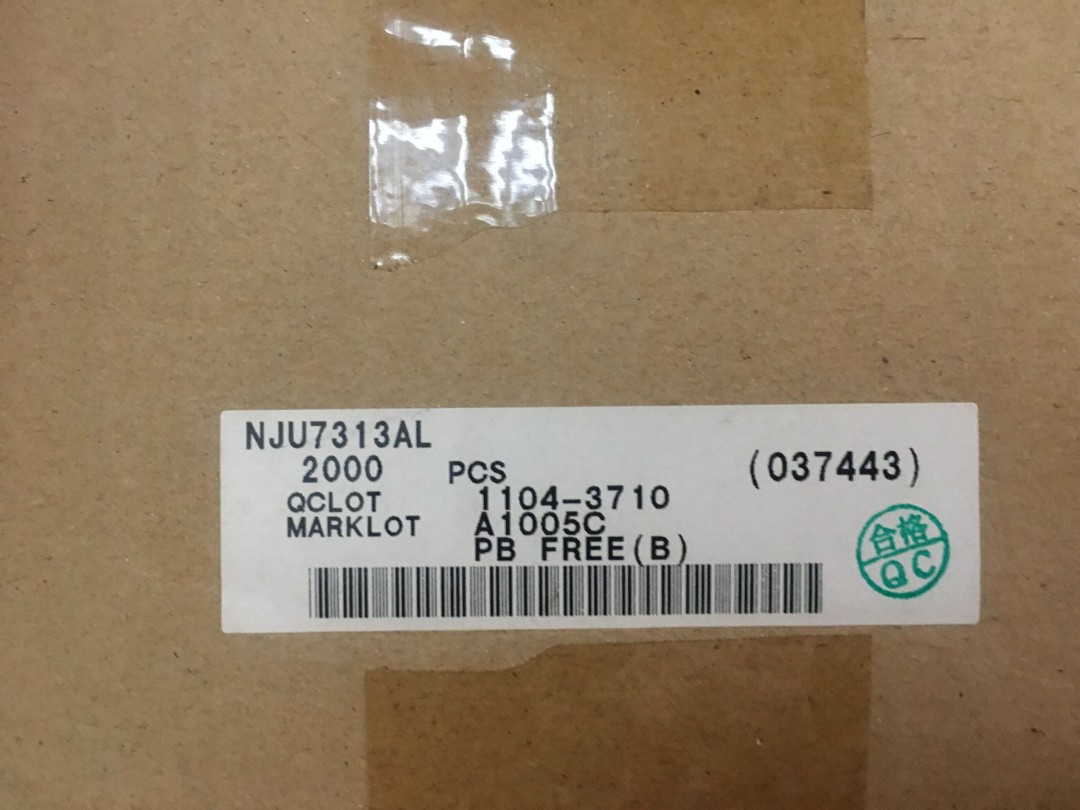 NJU7313AL
2000 PCS (037443)
QCLOT 1104-3710
MARKLOT A1005C
PB FREE(B)
合格
QC